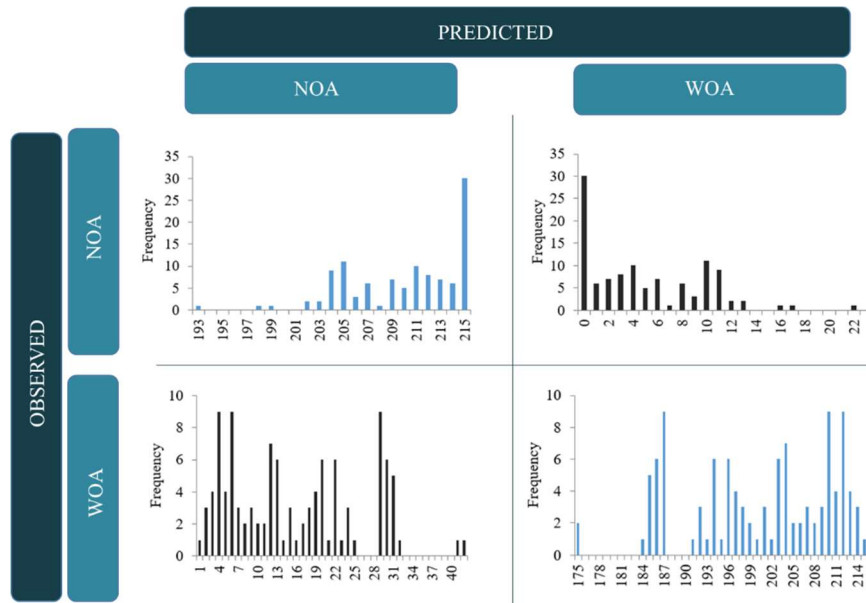 PREDICTED
NOA
WOA
OBSERVED
NOA
WOA
Frequency
35
30
25
20
15
10
5
0
193 195 197 199 201 203 205 207 209 211 213 215
Frequency
35
30
25
20
15
10
5
0
0 2 4 6 8 10 12 14 16 18 20 22
Frequency
10
8
6
4
2
0
1 4 7 10 13 16 19 22 25 28 31 34 37 40
Frequency
10
8
6
4
2
0
175 178 181 184 187 190 193 196 199 202 205 208 211 214